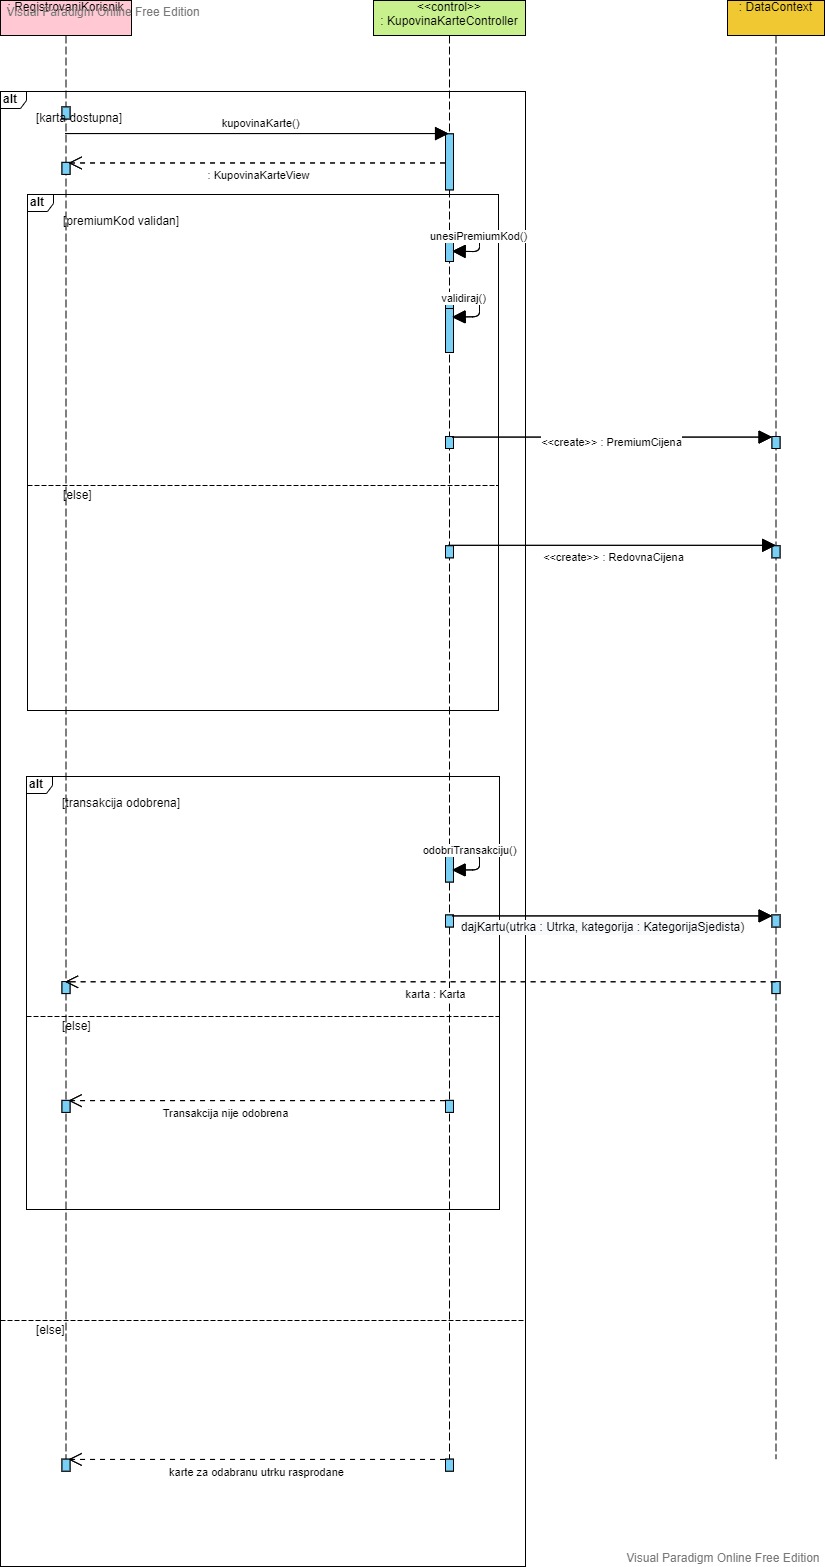 : RegistrovaniKorisnik
Visual Paradigm Online Free Edition
<<control>>
: KupovinaKarteController
: DataContext
alt
[karta dostupna]
kupovinaKarte()
: KupovinaKarteView
alt
[premiumKod validan]
unesiPremiumKod()
validiraj()
<<create>> : PremiumCijena
[else]
<<create>> : RedovnaCijena
alt
[transakcija odobrena]
odobriTransakciju()
dajKartu(utrka : Utrka, kategorija : KategorijaSjedista)
karta : Karta
[else]
Transakcija nije odobrena
[else]
karte za odabranu utrku rasprodane
Visual Paradigm Online Free Edition